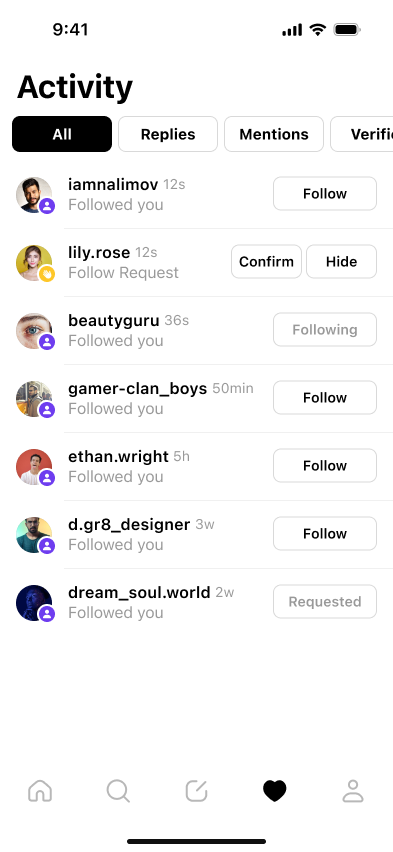 9:41
Activity
All Replies Mentions Verifi
iamnalimov 12s
Followed you
Follow
lily.rose 12s
Follow Request
Confirm Hide
beautyguru 36s
Followed you
Following
gamer-clan_boys 50min
Followed you
Follow
ethan.wright 5h
Followed you
Follow
d.gr8_designer 3w
Followed you
Follow
dream_soul.world 2w
Followed you
Requested